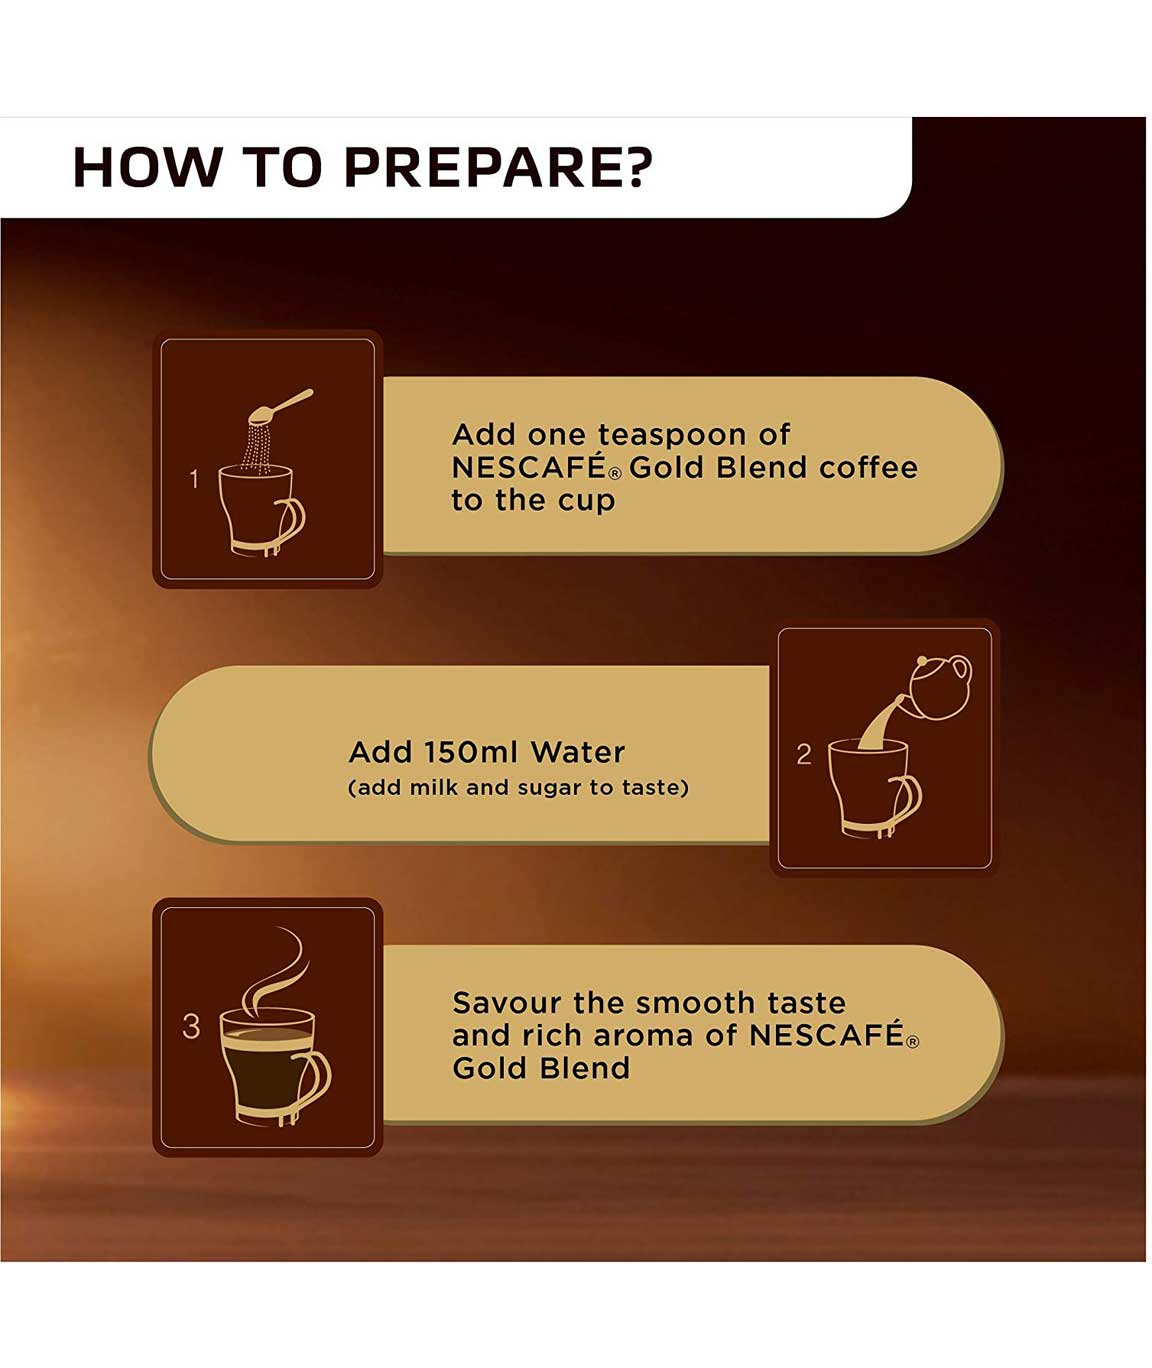 HOW TO PREPARE?
1
Add one teaspoon of
NESCAFÉ® Gold Blend coffee
to the cup
Add 150ml Water
(add milk and sugar to taste)
2
3
Savour the smooth taste
and rich aroma of NESCAFÉ®
Gold Blend